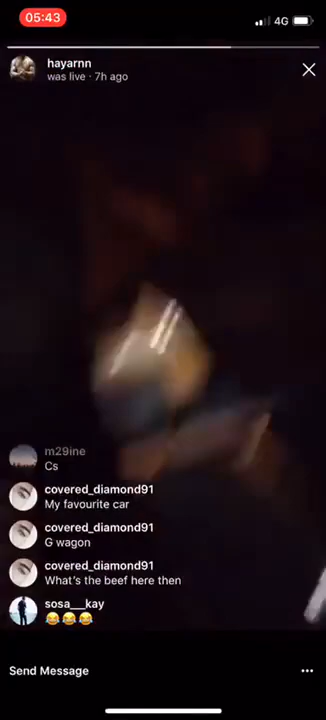 05:43
4G
hayarnn
was live · 7h ago
m29ine
Cs
covered_diamond91
My favourite car
covered_diamond91
G wagon
covered_diamond91
What's the beef here then
sosa__kay
😂😂😂
Send Message